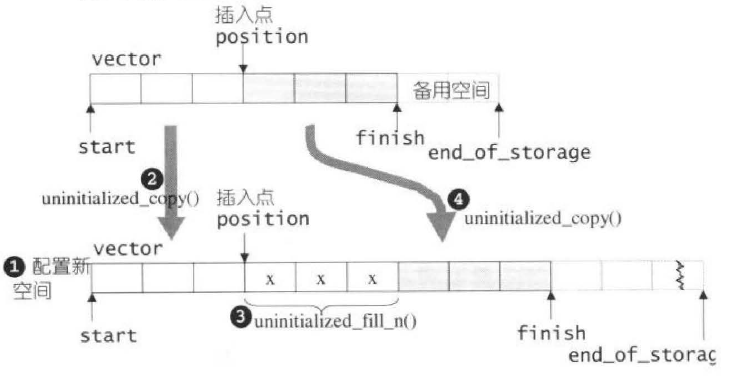 插入点
position
vector
备用空间
start
finish
end_of_storage
❷
uninitialized_copy()
插入点
position
❹
uninitialized_copy()
vector
❶ 配置新
空间
x x x
❸ uninitialized_fill_n()
start
finish
end_of_storag